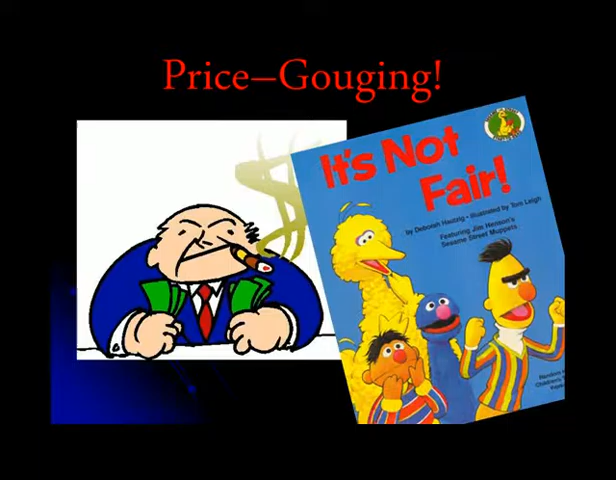 Price–Gouging!
It's Not
Fair!
by Deborah Hautzig • Illustrated by Tom Leigh
Featuring Jim Henson's
Sesame Street Muppets